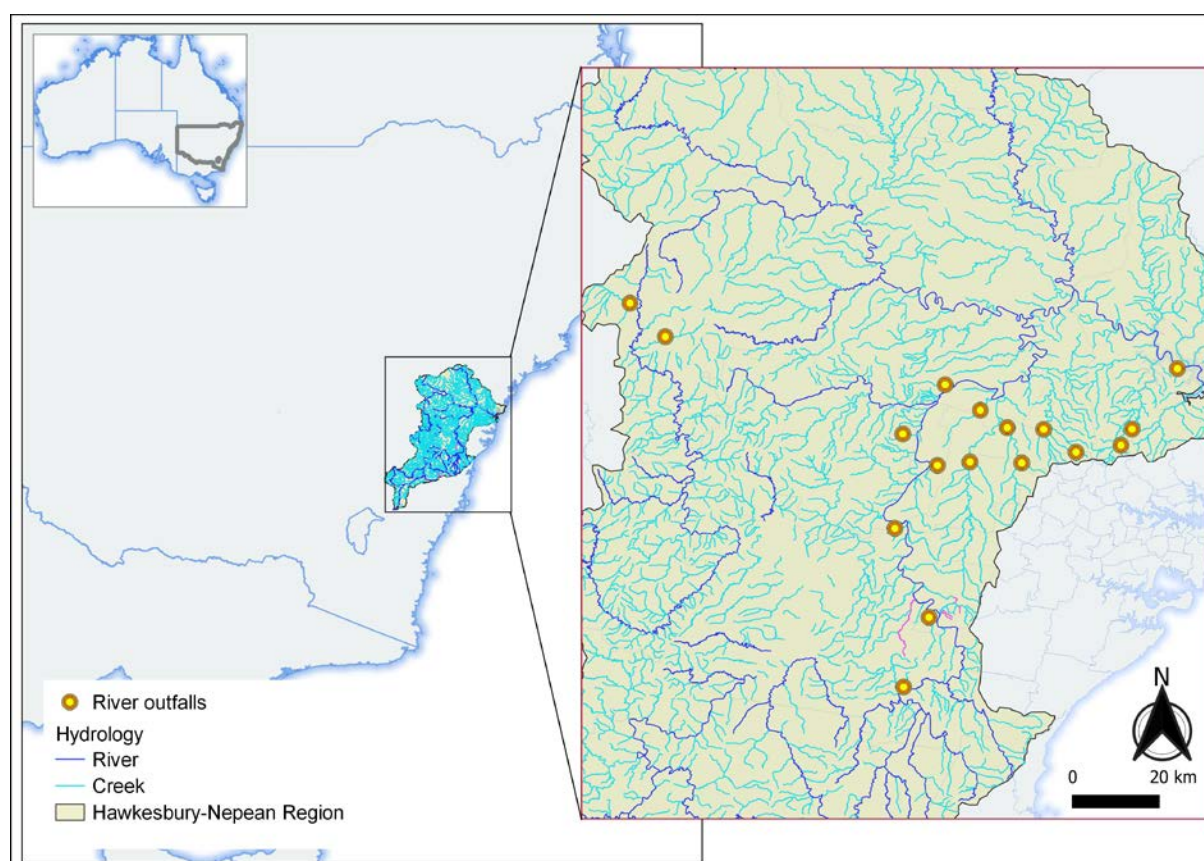 River outfalls
Hydrology
River
Creek
Hawkesbury-Nepean Region
N
0 20 km